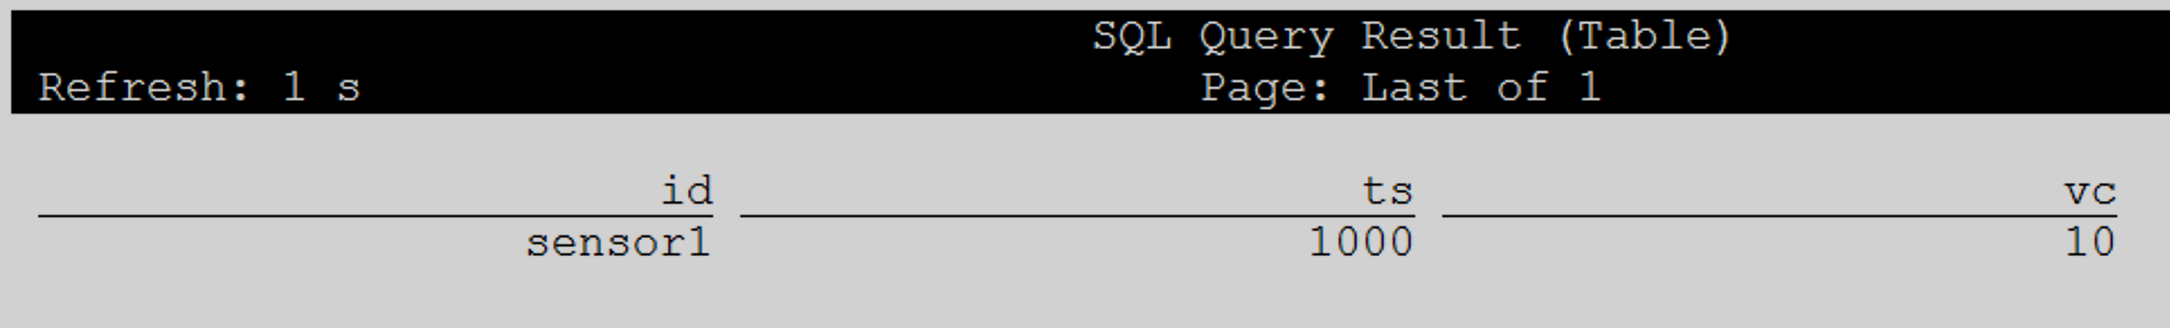 SQL Query Result (Table)
Refresh: 1 s Page: Last of 1
id ts vc
sensor1 1000 10